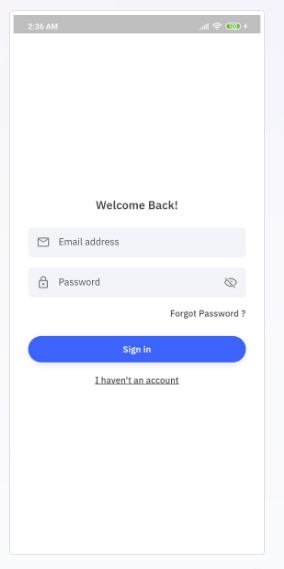 2:36 AM
Welcome Back!
Email address
Password
Forgot Password ?
Sign in
I haven't an account